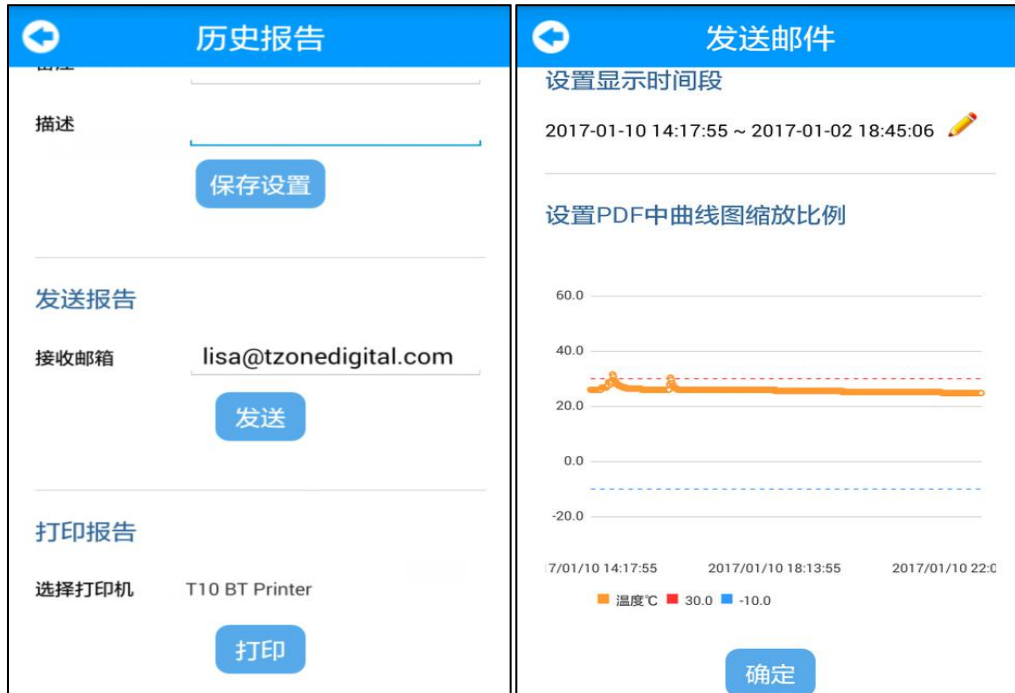 历史报告
描述
保存设置
发送报告
接收邮箱 lisa@tzonedigital.com
发送
打印报告
选择打印机 T10 BT Printer
打印
发送邮件
设置显示时间段
2017-01-10 14:17:55 ~ 2017-01-02 18:45:06
设置PDF中曲线图缩放比例
60.0
40.0
20.0
0.0
-20.0
7/01/10 14:17:55 2017/01/10 18:13:55 2017/01/10 22:0
温度℃ 30.0 -10.0
确定